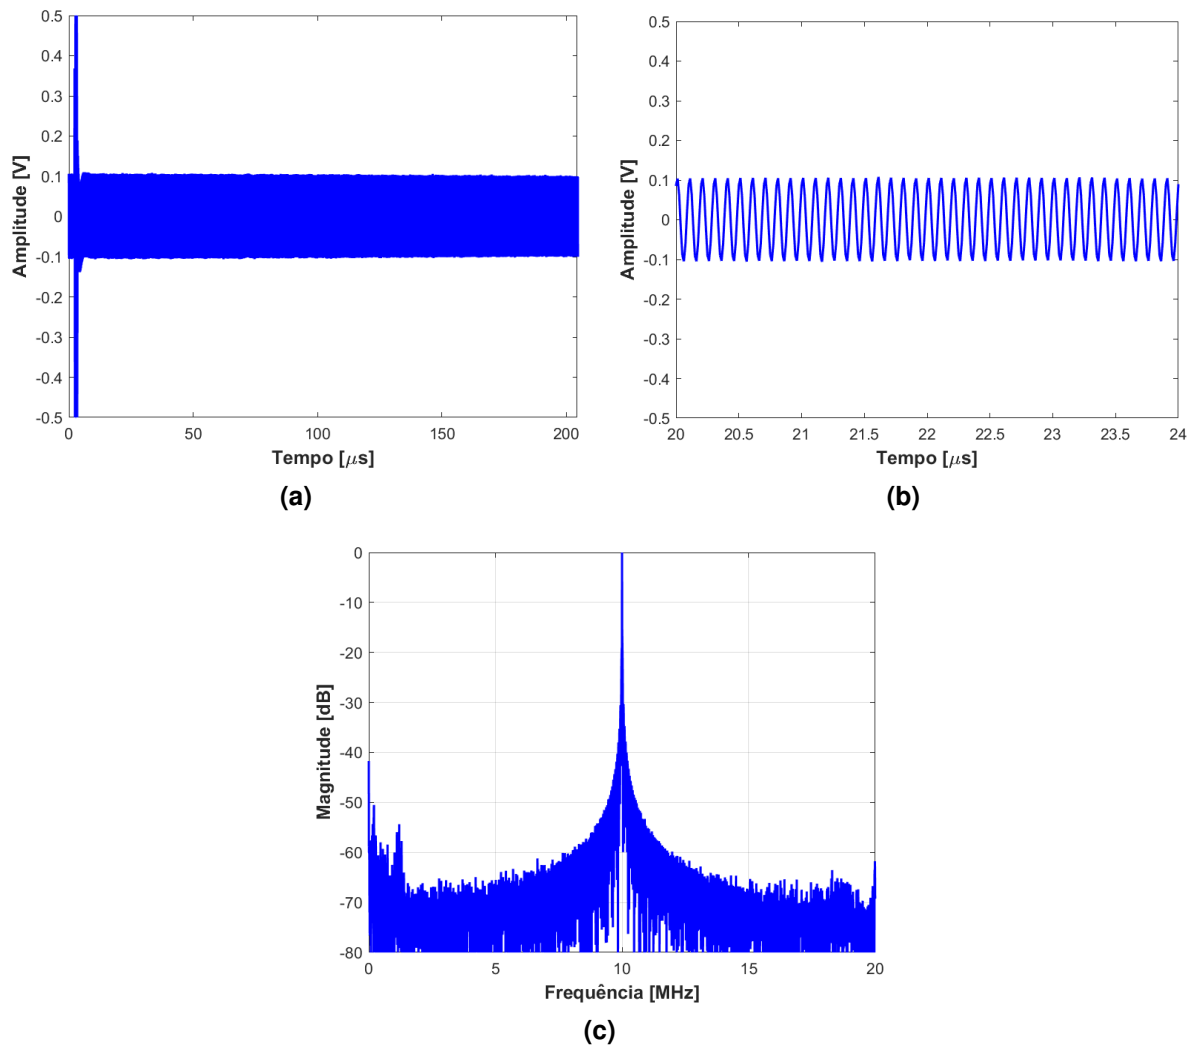 0.5
0.4
0.3
0.2
0.1
0
-0.1
-0.2
-0.3
-0.4
-0.5
Amplitude [V]
0 50 100 150 200
Tempo [μs]
(a)
0.5
0.4
0.3
0.2
0.1
0
-0.1
-0.2
-0.3
-0.4
-0.5
Amplitude [V]
20 20.5 21 21.5 22 22.5 23 23.5 24
Tempo [μs]
(b)
0
-10
-20
-30
-40
-50
-60
-70
-80
Magnitude [dB]
0 5 10 15 20
Frequência [MHz]
(c)